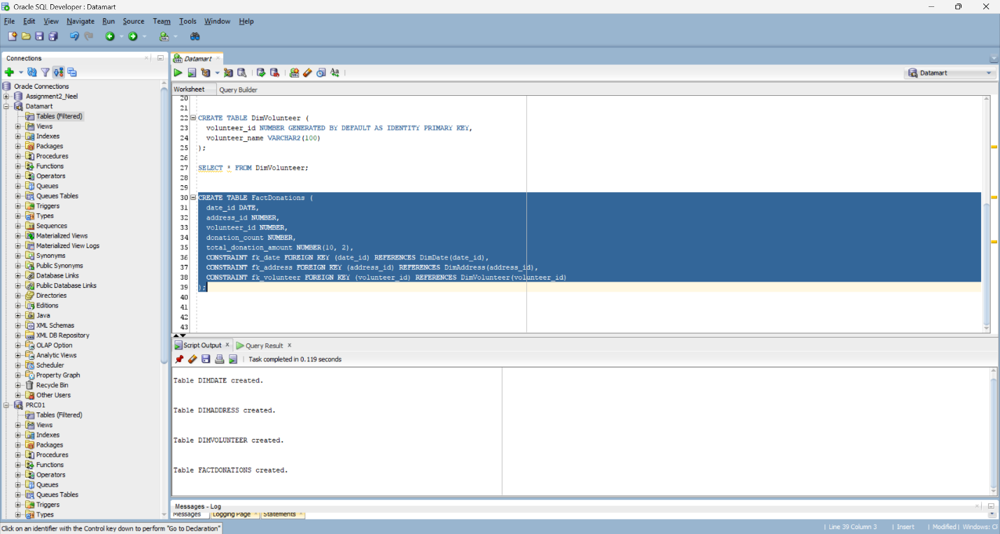 Oracle SQL Developer : Datamart
File Edit View Navigate Run Source Team Tools Window Help
Connections
Oracle Connections
Assignment2_Neel
Datamart
Tables (Filtered)
Views
Indexes
Packages
Procedures
Functions
Operators
Queues
Queues Tables
Triggers
Types
Sequences
Materialized Views
Materialized View Logs
Synonyms
Public Synonyms
Database Links
Public Database Links
Directories
Editions
Java
XML Schemas
XML DB Repository
OLAP Option
Analytic Views
Scheduler
Property Graph
Recycle Bin
Other Users
PRC01
Tables (Filtered)
Views
Indexes
Packages
Procedures
Functions
Operators
Queues
Queues Tables
Triggers
Types
Datamart
Datamart
Worksheet Query Builder
20
21
22 CREATE TABLE DimVolunteer (
23 volunteer_id NUMBER GENERATED BY DEFAULT AS IDENTITY PRIMARY KEY,
24 volunteer_name VARCHAR2(100)
25 );
26
27 SELECT * FROM DimVolunteer;
28
29
30 CREATE TABLE FactDonations (
31 date_id DATE,
32 address_id NUMBER,
33 volunteer_id NUMBER,
34 donation_count NUMBER,
35 total_donation_amount NUMBER(10, 2),
36 CONSTRAINT fk_date FOREIGN KEY (date_id) REFERENCES DimDate(date_id),
37 CONSTRAINT fk_address FOREIGN KEY (address_id) REFERENCES DimAddress(address_id),
38 CONSTRAINT fk_volunteer FOREIGN KEY (volunteer_id) REFERENCES DimVolunteer(volunteer_id)
39 );
40
41
42
43
Script Output x Query Result x
Task completed in 0.119 seconds
Table DIMDATE created.
Table DIMADDRESS created.
Table DIMVOLUNTEER created.
Table FACTDONATIONS created.
Messages - Log
Messages Logging Page Statements
Click on an identifier with the Control key down to perform "Go to Declaration"
Line 39 Column 3 | Insert | Modified | Windows: Cl